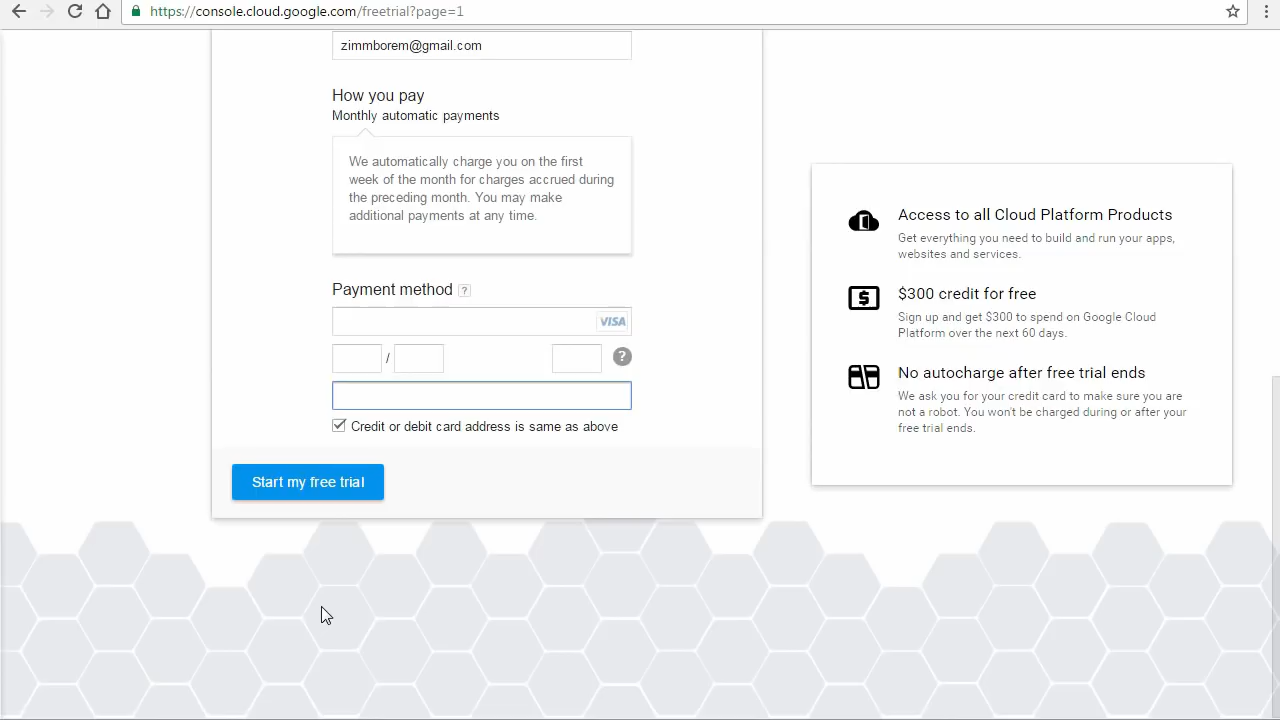 https://console.cloud.google.com/freetrial?page=1
zimmborem@gmail.com
How you pay
Monthly automatic payments
We automatically charge you on the first
week of the month for charges accrued during
the preceding month. You may make
additional payments at any time.
Payment method ?
VISA
/ ?
Credit or debit card address is same as above
Start my free trial
Access to all Cloud Platform Products
Get everything you need to build and run your apps,
websites and services.
$
$300 credit for free
Sign up and get $300 to spend on Google Cloud
Platform over the next 60 days.
No autocharge after free trial ends
We ask you for your credit card to make sure you are
not a robot. You won't be charged during or after your
free trial ends.